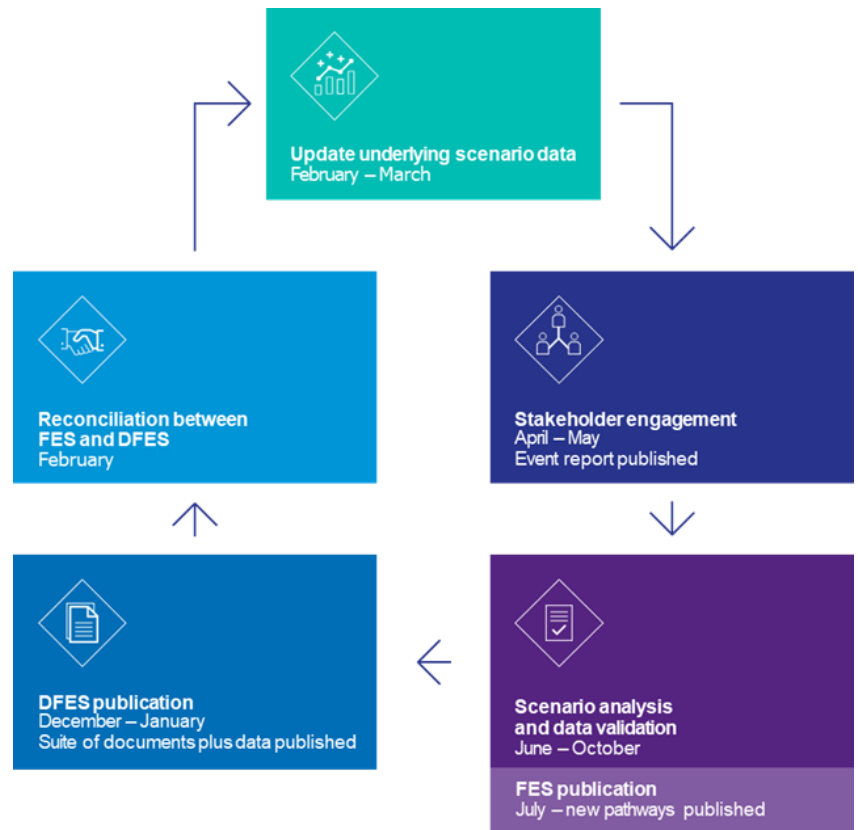 Update underlying scenario data
February – March
Stakeholder engagement
April – May
Event report published
Scenario analysis
and data validation
June – October
FES publication
July – new pathways published
DFES publication
December – January
Suite of documents plus data published
Reconciliation between
FES and DFES
February